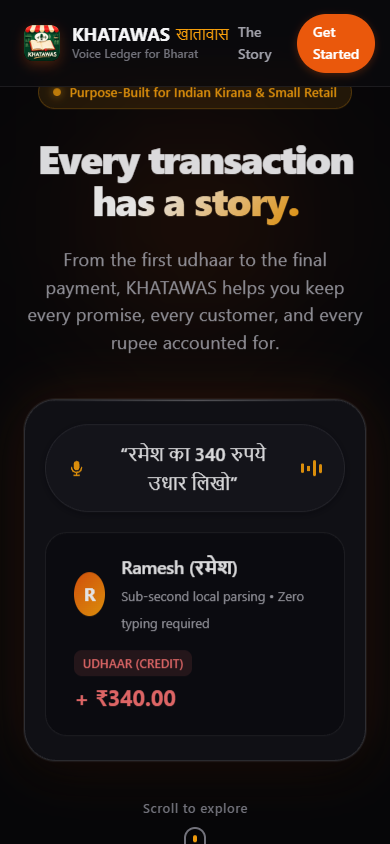 KHATAWAS खातावास
Voice Ledger for Bharat
The
Story
Get
Started
KHATAWAS
Purpose-Built for Indian Kirana & Small Retail
Every transaction
has a story.
From the first udhaar to the final
payment, KHATAWAS helps you keep
every promise, every customer, and every
rupee accounted for.
“रमेश का 340 रुपये
उधार लिखो”
R
Ramesh (रमेश)
Sub-second local parsing • Zero
typing required
UDHAAR (CREDIT)
+ ₹340.00
Scroll to explore